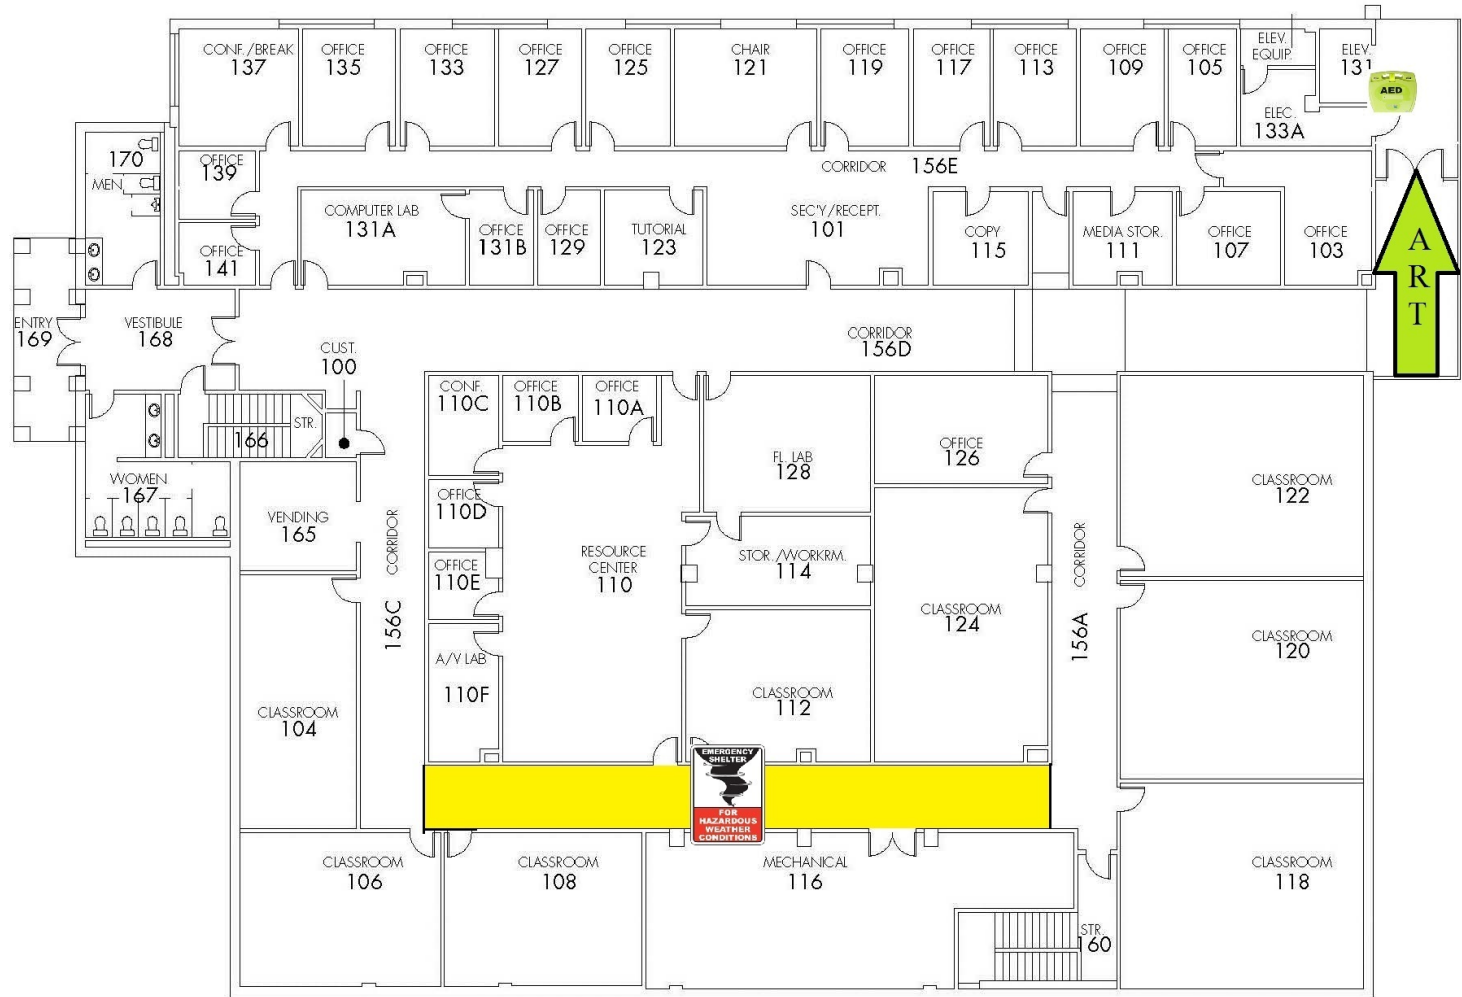 CONF./BREAK
137
OFFICE
135
OFFICE
133
OFFICE
127
OFFICE
125
CHAIR
121
OFFICE
119
OFFICE
117
OFFICE
113
OFFICE
109
OFFICE
105
ELEV.
EQUIP.
ELEV.
131
AED
ELEC.
133A
170
MEN
OFFICE
139
CORRIDOR 156E
COMPUTER LAB
131A
OFFICE
131B
OFFICE
129
TUTORIAL
123
SEC'Y/RECEPT.
101
COPY
115
MEDIA STOR.
111
OFFICE
107
OFFICE
103
OFFICE
141
A
R
T
ENTRY
169
VESTIBULE
168
CUST.
100
CORRIDOR
156D
CONF.
110C
OFFICE
110B
OFFICE
110A
STR.
166
OFFICE
126
FL. LAB
128
CLASSROOM
122
WOMEN
167
VENDING
165
OFFICE
110D
CORRIDOR
156C
OFFICE
110E
RESOURCE
CENTER
110
STOR./WORKRM.
114
CLASSROOM
124
CORRIDOR
156A
CLASSROOM
120
A/V LAB
110F
CLASSROOM
112
CLASSROOM
104
EMERGENCY
SHELTER
FOR
HAZARDOUS
WEATHER
CONDITIONS
CLASSROOM
106
CLASSROOM
108
MECHANICAL
116
CLASSROOM
118
STR.
160